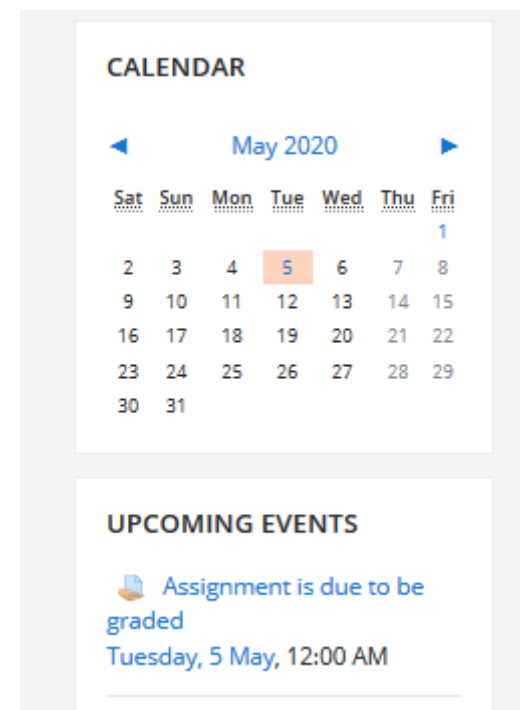 CALENDAR
◄ May 2020 ►
Sat Sun Mon Tue Wed Thu Fri
1
2 3 4 5 6 7 8
9 10 11 12 13 14 15
16 17 18 19 20 21 22
23 24 25 26 27 28 29
30 31
UPCOMING EVENTS
Assignment is due to be
graded
Tuesday, 5 May, 12:00 AM